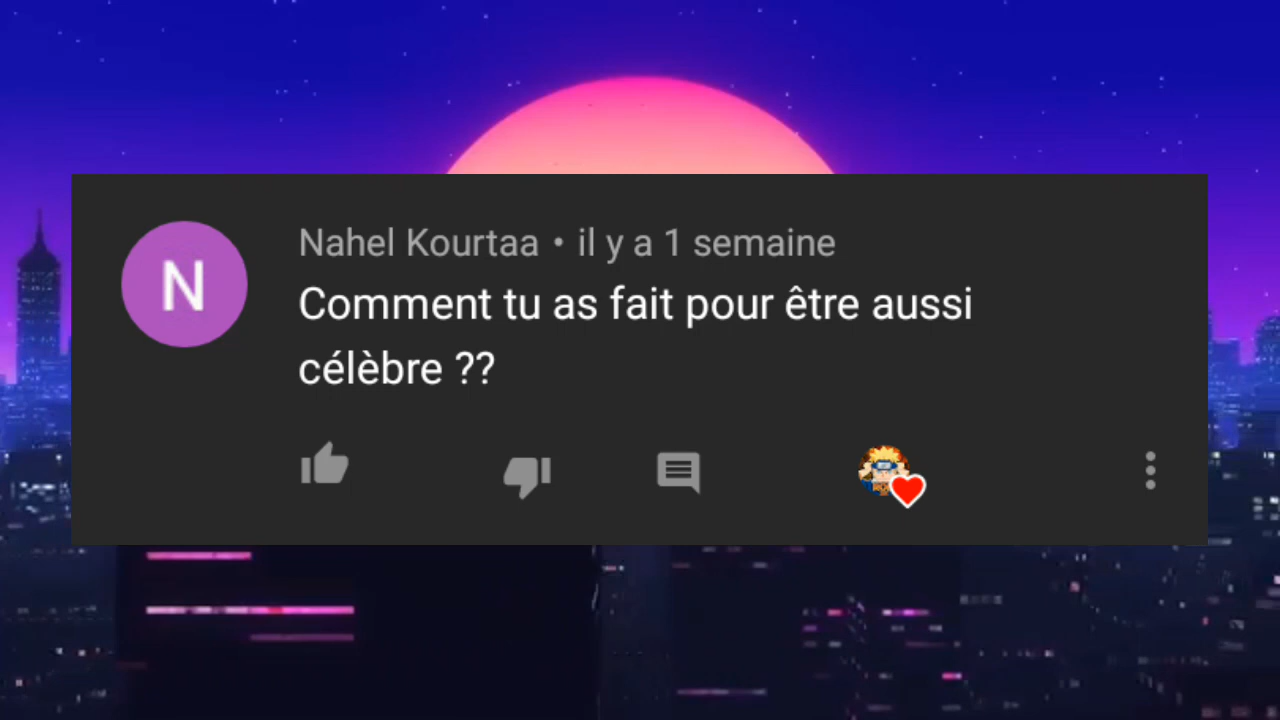 N
Nahel Kourtaa • il y a 1 semaine
Comment tu as fait pour être aussi
célèbre ??